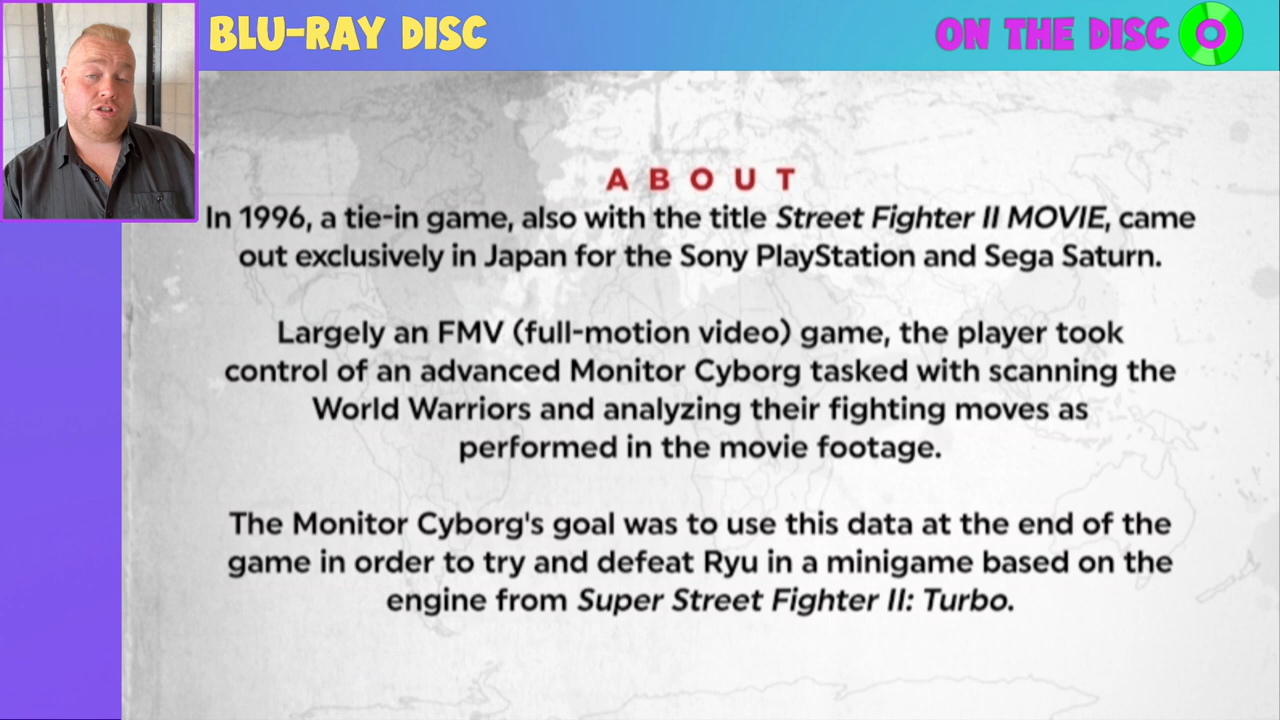 BLU-RAY DISC
ON THE DISC
ABOUT
In 1996, a tie-in game, also with the title Street Fighter II MOVIE, came
out exclusively in Japan for the Sony PlayStation and Sega Saturn.
Largely an FMV (full-motion video) game, the player took
control of an advanced Monitor Cyborg tasked with scanning the
World Warriors and analyzing their fighting moves as
performed in the movie footage.
The Monitor Cyborg's goal was to use this data at the end of the
game in order to try and defeat Ryu in a minigame based on the
engine from Super Street Fighter II: Turbo.